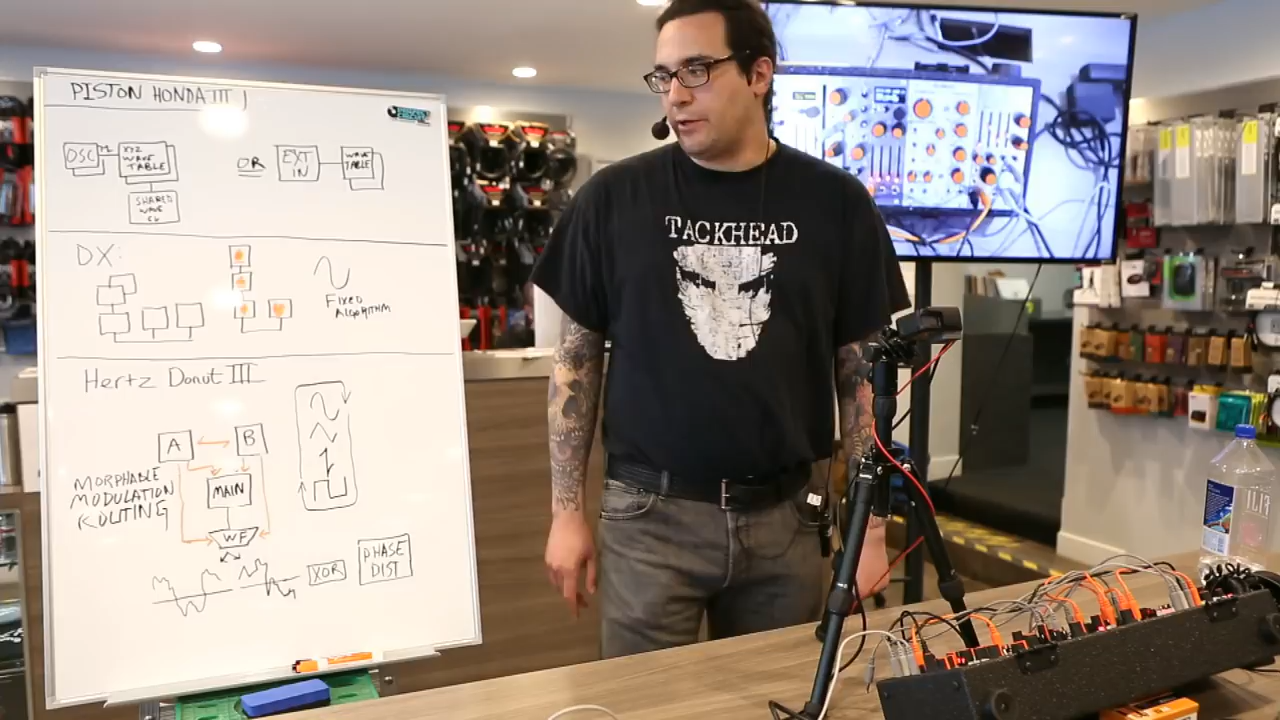 PISTON HONDA III
OSC
XYZ
WAVE
TABLE
OR
EXT
IN
WAVE
TABLE
SHARED
WAVE
DX:
FIXED
ALGORITHM
Hertz Donut III
A
B
MORPHABLE
MODULATION
ROUTING
MAIN
WF
XOR
PHASE
DIST
TACKHEAD
FIJI